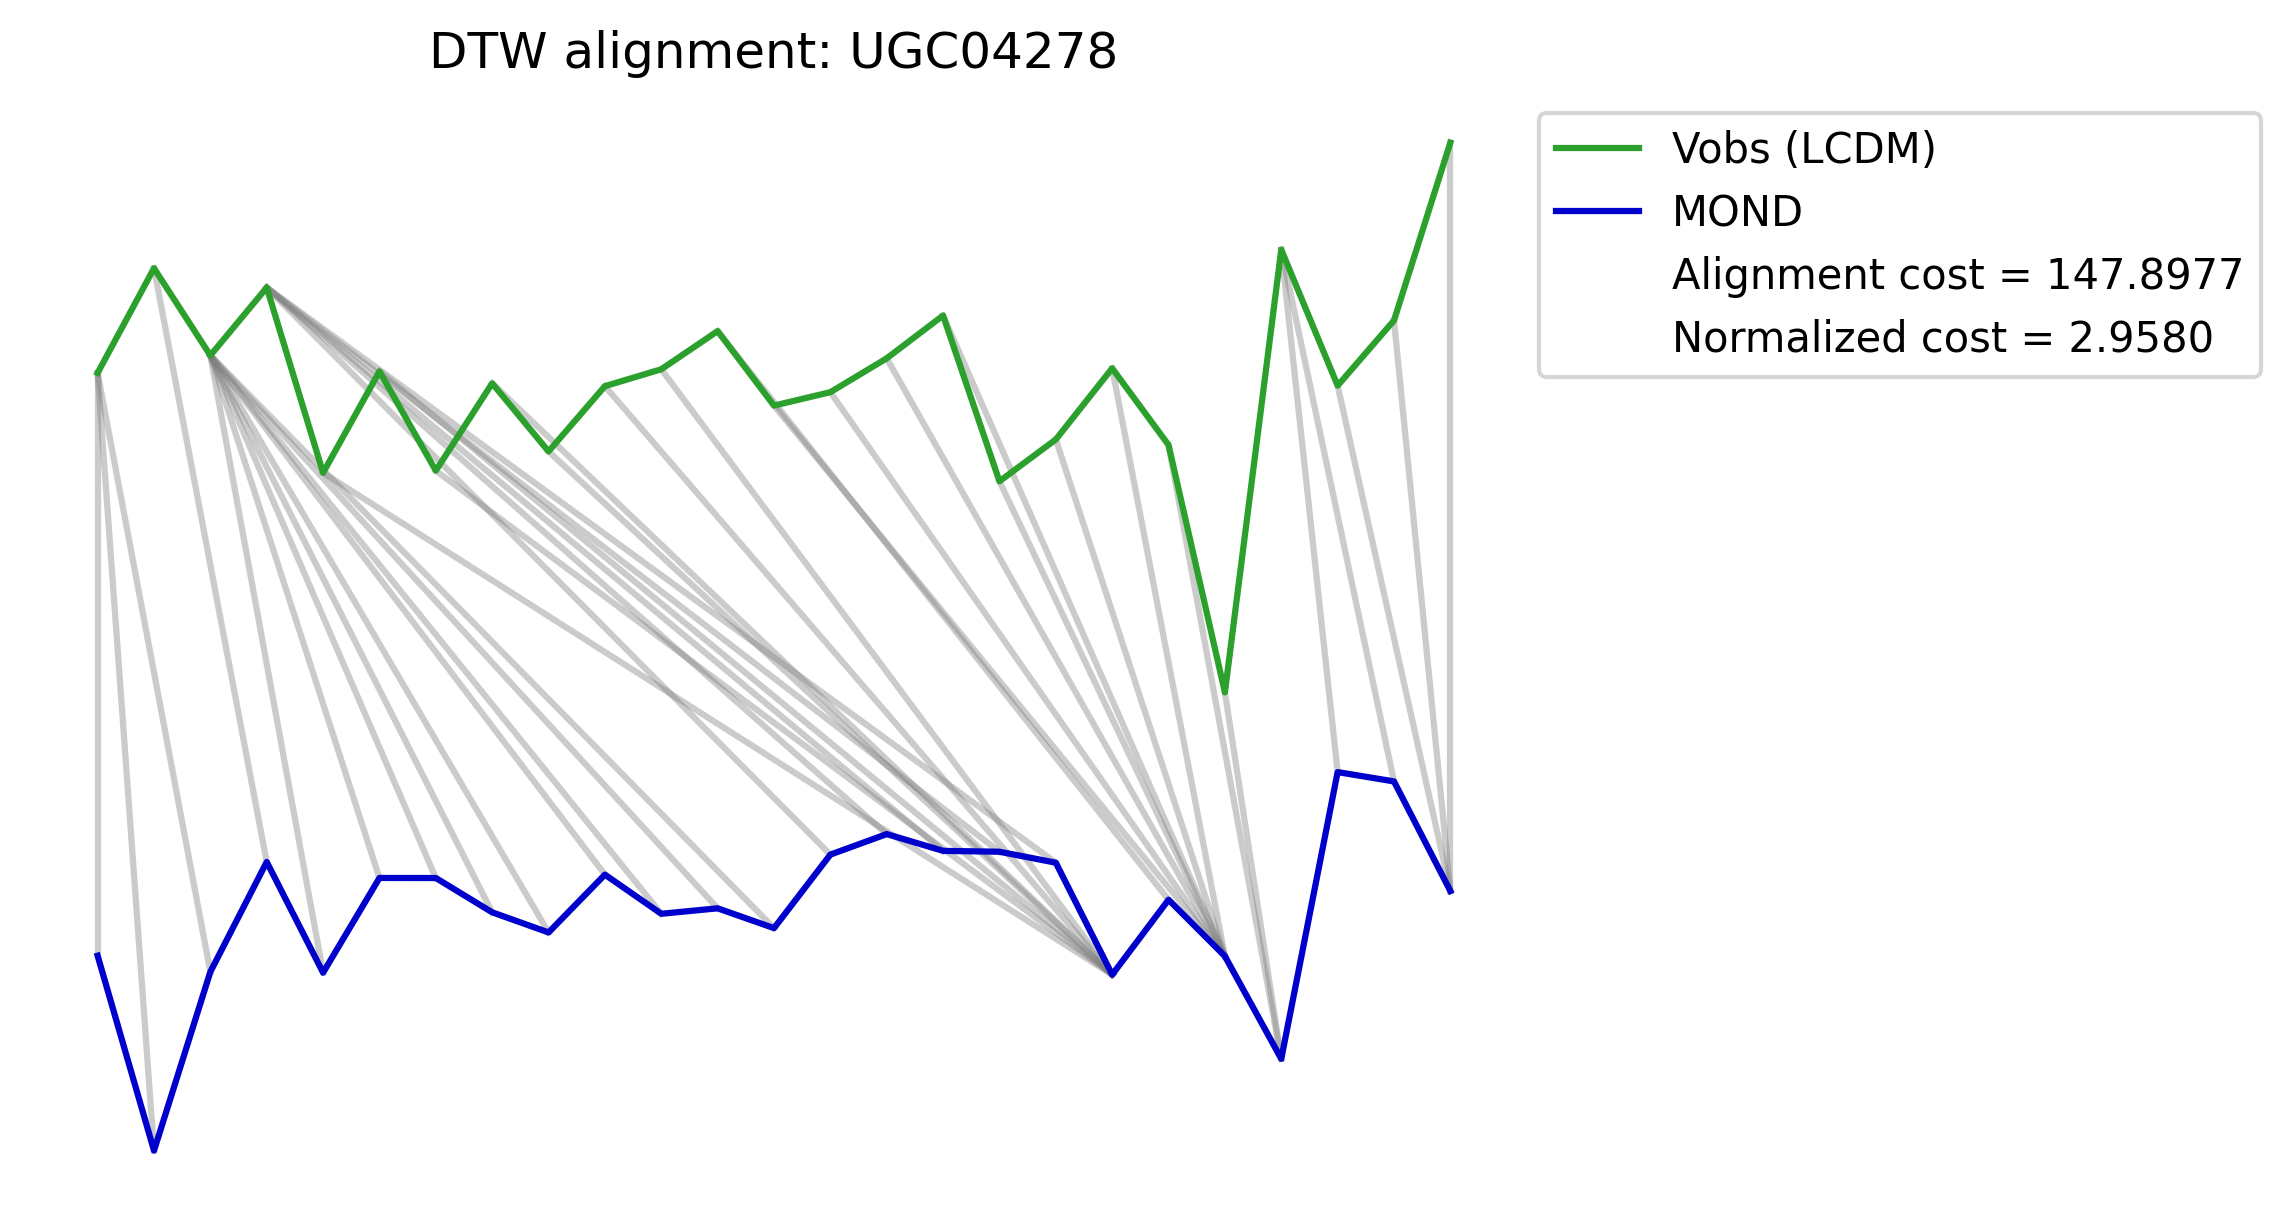 DTW alignment: UGC04278
Vobs (LCDM)
MOND
Alignment cost = 147.8977
Normalized cost = 2.9580